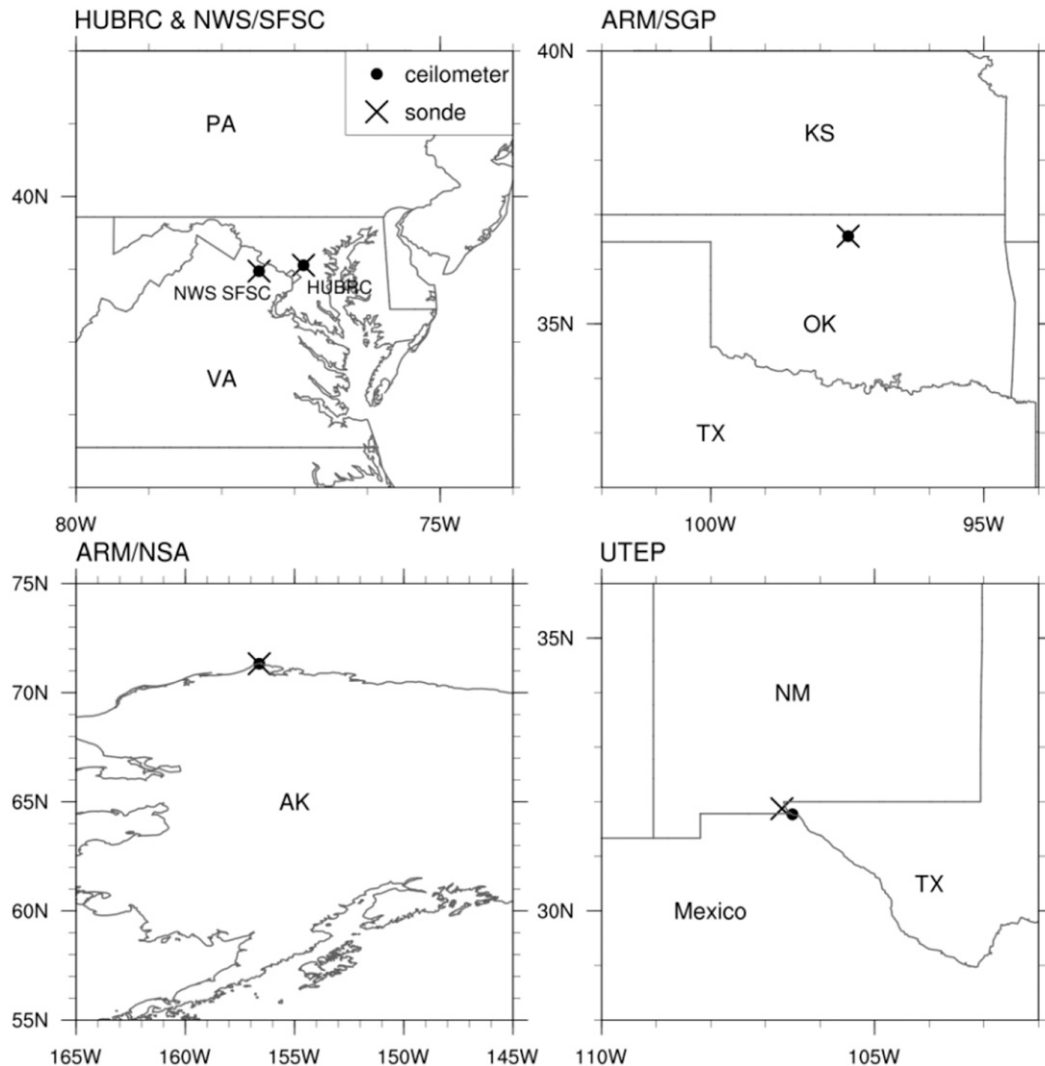 HUBRC & NWS/SFSC
ceilometer
sonde
PA
40N
NWS SFSC
HUBRC
VA
80W
75W
ARM/SGP
40N
KS
35N
OK
TX
100W
95W
ARM/NSA
75N
70N
65N
AK
60N
55N
165W
160W
155W
150W
145W
UTEP
35N
NM
30N
Mexico
TX
110W
105W